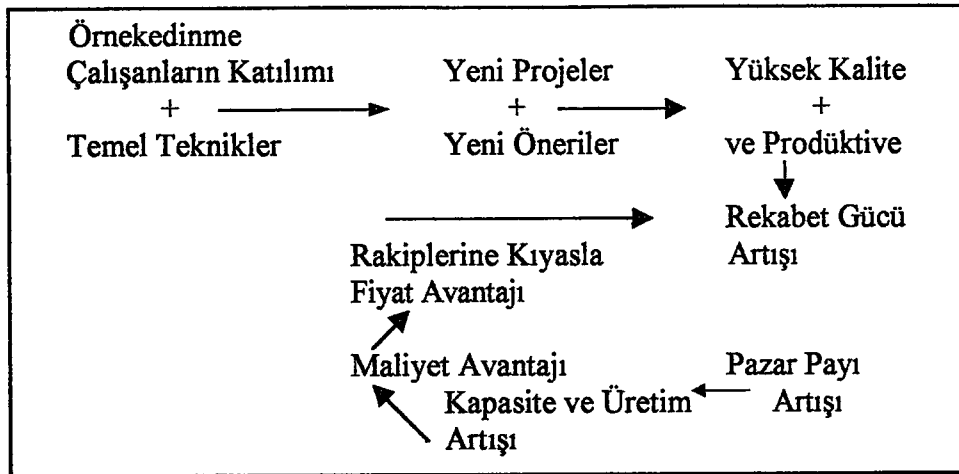 Örnekedinme
Çalışanların Katılımı Yeni Projeler Yüksek Kalite
+ + +
Temel Teknikler Yeni Öneriler ve Prodüktive
Rekabet Gücü
Artışı
Rakiplerine Kıyasla
Fiyat Avantajı
Maliyet Avantajı Pazar Payı
Kapasite ve Üretim Artışı
Artışı